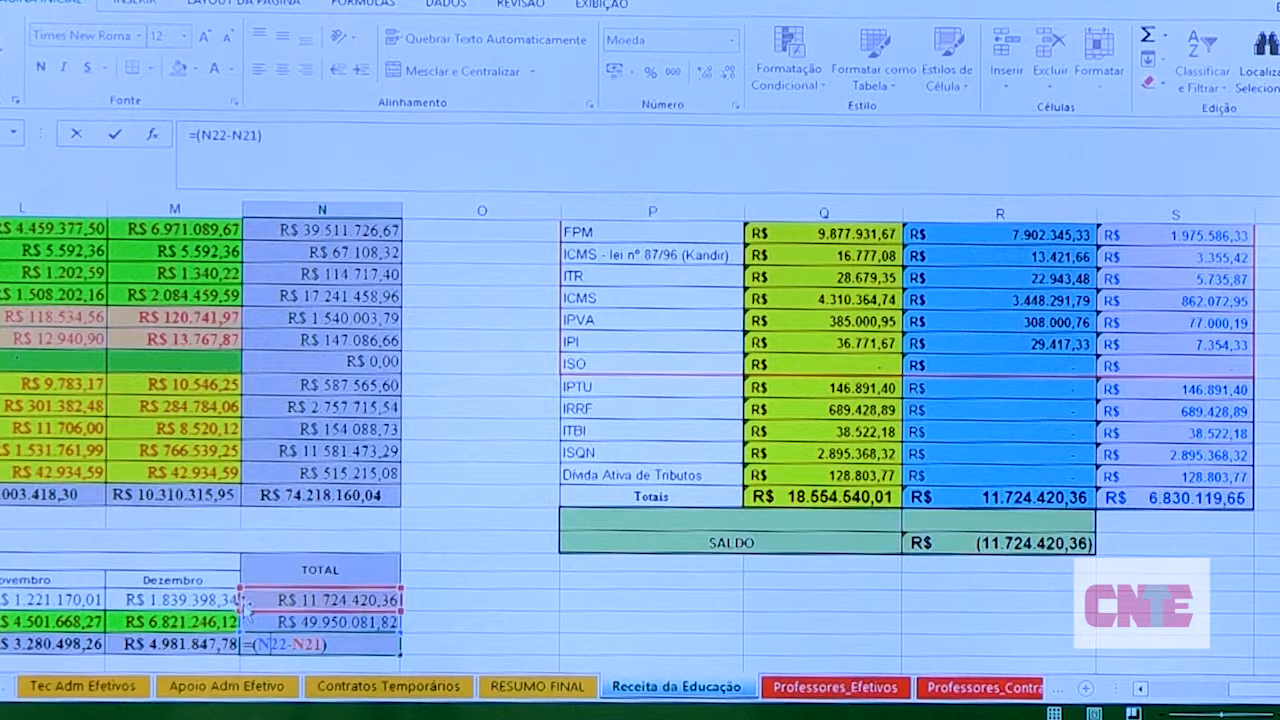 INSERIR LAYOUT DA PÁGINA FÓRMULAS DADOS REVISÃO EXIBIÇÃO
Times New Roma 12 Quebrar Texto Automaticamente Moeda
N I S A Mesclar e Centralizar % 000 Formatação Condicional Formatar como Tabela Estilos de Célula Inserir Excluir Formatar Classificar e Filtrar
Fonte Alinhamento Número Estilo Células Edição
fx =(N22-N21)
L M N O P Q R S
R$ 4.459.377,50 R$ 6.971.089,67 R$ 39.511.726,67 FPM R$ 9.877.931,67 R$ 7.902.345,33 R$ 1.975.586,33
R$ 5.592,36 R$ 5.592,36 R$ 67.108,32 ICMS - lei nº 87/96 (Kandir) R$ 16.777,08 R$ 13.421,66 R$ 3.355,42
R$ 1.202,59 R$ 1.340,22 R$ 114.717,40 ITR R$ 28.679,35 R$ 22.943,48 R$ 5.735,87
R$ 1.508.202,16 R$ 2.084.459,59 R$ 17.241.458,96 ICMS R$ 4.310.364,74 R$ 3.448.291,79 R$ 862.072,95
R$ 118.534,56 R$ 120.741,97 R$ 1.540.003,79 IPVA R$ 385.000,95 R$ 308.000,76 R$ 77.000,19
R$ 12.940,90 R$ 13.767,87 R$ 147.086,66 IPI R$ 36.771,67 R$ 29.417,33 R$ 7.354,33
R$ 0,00 ISO R$ - R$ R$ -
R$ 9.783,17 R$ 10.546,25 R$ 587.565,60 IPTU R$ 146.891,40 R$ - R$ 146.891,40
R$ 301.382,48 R$ 284.784,06 R$ 2.757.715,54 IRRF R$ 689.428,89 R$ - R$ 689.428,89
R$ 11.706,00 R$ 8.520,12 R$ 154.088,73 ITBI R$ 38.522,18 R$ - R$ 38.522,18
R$ 1.531.761,99 R$ 766.539,25 R$ 11.581.473,29 ISQN R$ 2.895.368,32 R$ - R$ 2.895.368,32
R$ 42.934,59 R$ 42.934,59 R$ 515.215,08 Dívida Ativa de Tributos R$ 128.803,77 R$ - R$ 128.803,77
003.418,30 R$ 10.310.315,95 R$ 74.218.160,04 Totais R$ 18.554.540,01 R$ 11.724.420,36 R$ 6.830.119,65
SALDO R$ (11.724.420,36)
TOTAL
ovembro Dezembro
$ 1.221.170,01 R$ 1.839.398,34 R$ 11.724.420,36
$ 4.501.668,27 R$ 6.821.246,12 R$ 49.950.081,82
$ 3.280.498,26 R$ 4.981.847,78 =(N22-N21)
CNTE
Tec Adm Efetivos Apoio Adm Efetivo Contratos Temporários RESUMO FINAL Receita da Educação Professores_Efetivos Professores_Contra ...